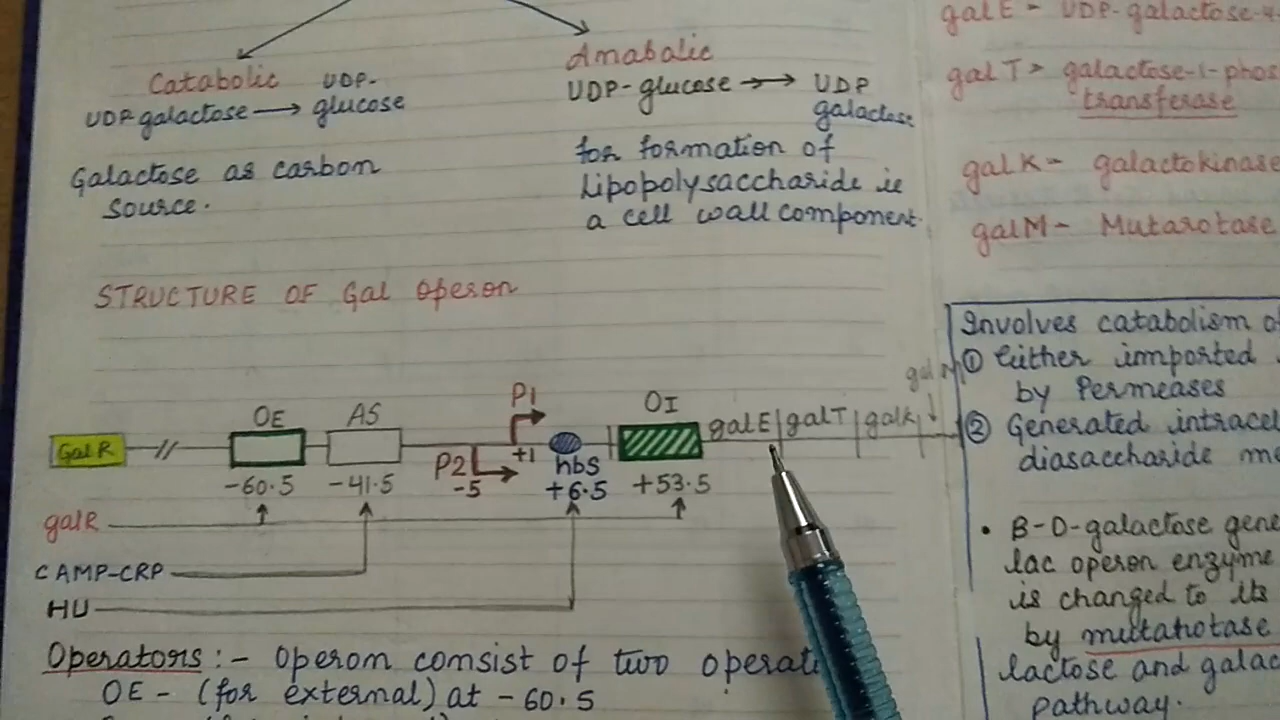 Catabolic
UDP-
UDP galactose → glucose
Galactose as carbon
source.
Anabolic
UDP-glucose →→ UDP
galactose
for formation of
Lipopolysaccharide ie
a cell wall component.
galE - UDP-galactose-4-
galT > galactose-1-phos
transferase
galK - galactokinase
galM - Mutarotase
STRUCTURE OF Gal operon
OE AS P1 OI
GalR // P2 +1 hbS galE galT galK gal
-60.5 -41.5 -5 +6.5 +53.5
galR
cAMP-CRP
HU
Operators :- Operom consist of two operat
OE - (for external) at -60.5
Involves catabolism of
① Either imported
by Permeases
② Generated intracel
diasaccharide me
• B-D-galactose gene
lac operon enzyme
is changed to its
by mutarotase
lactose and galac
pathway.